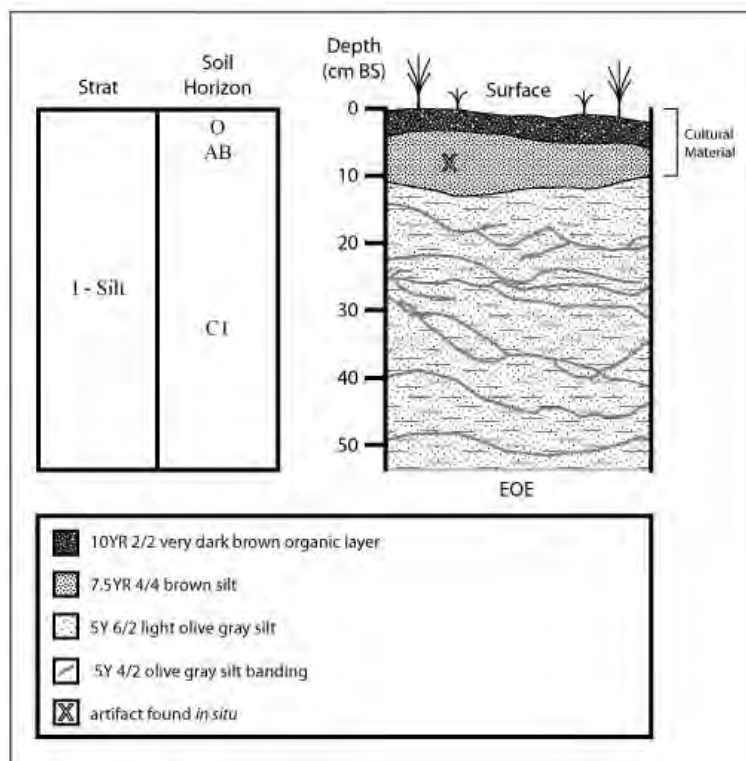 Strat
Soil
Horizon
Depth
(cm BS)
Surface
0
10
20
30
40
50
O
AB
I - Silt
C1
Cultural
Material
X
EOE
10YR 2/2 very dark brown organic layer
7.5YR 4/4 brown silt
5Y 6/2 light olive gray silt
5Y 4/2 olive gray silt banding
X artifact found in situ